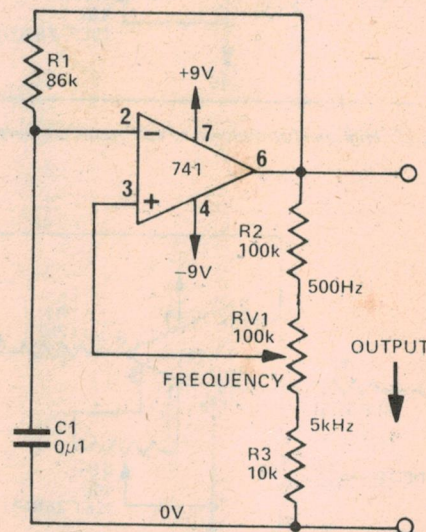 R1
86k
+9V
2
−
7
741
6
3
+
4
−9V
R2
100k
500Hz
RV1
100k
FREQUENCY
OUTPUT
5kHz
C1
0μ1
R3
10k
0V